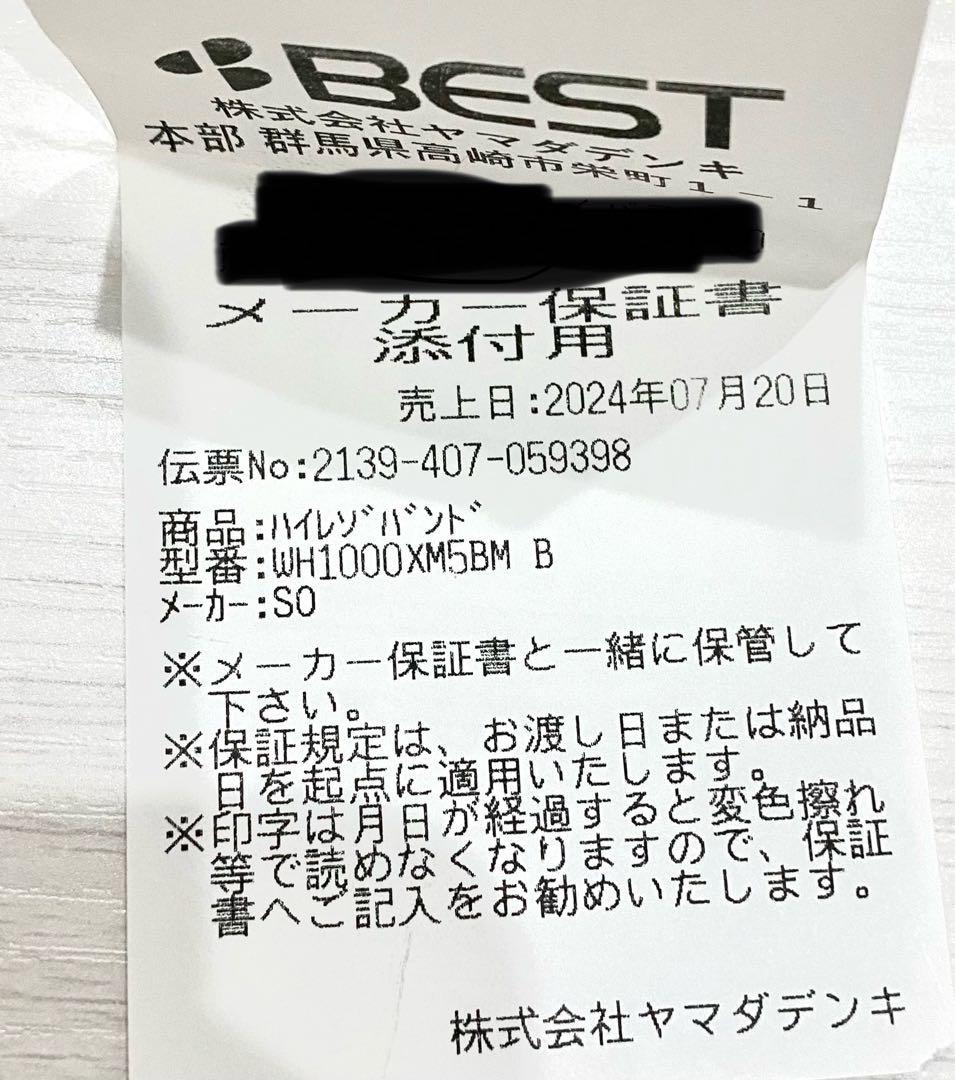 BEST
株式会社ヤマダデンキ
本部 群馬県高崎市栄町1-1
メーカー保証書
添付用
売上日:2024年07月20日
伝票No:2139-407-059398
商品:ﾊｲﾚｿﾞﾊﾞﾝﾄﾞ
型番:WH1000XM5BM B
ﾒｰｶｰ:SO
※メーカー保証書と一緒に保管して
下さい。
※保証規定は、お渡し日または納品
日を起点に適用いたします。
※印字は月日が経過すると変色擦れ
等で読めなくなりますので、保証
書へご記入をお勧めいたします。
株式会社ヤマダデンキ